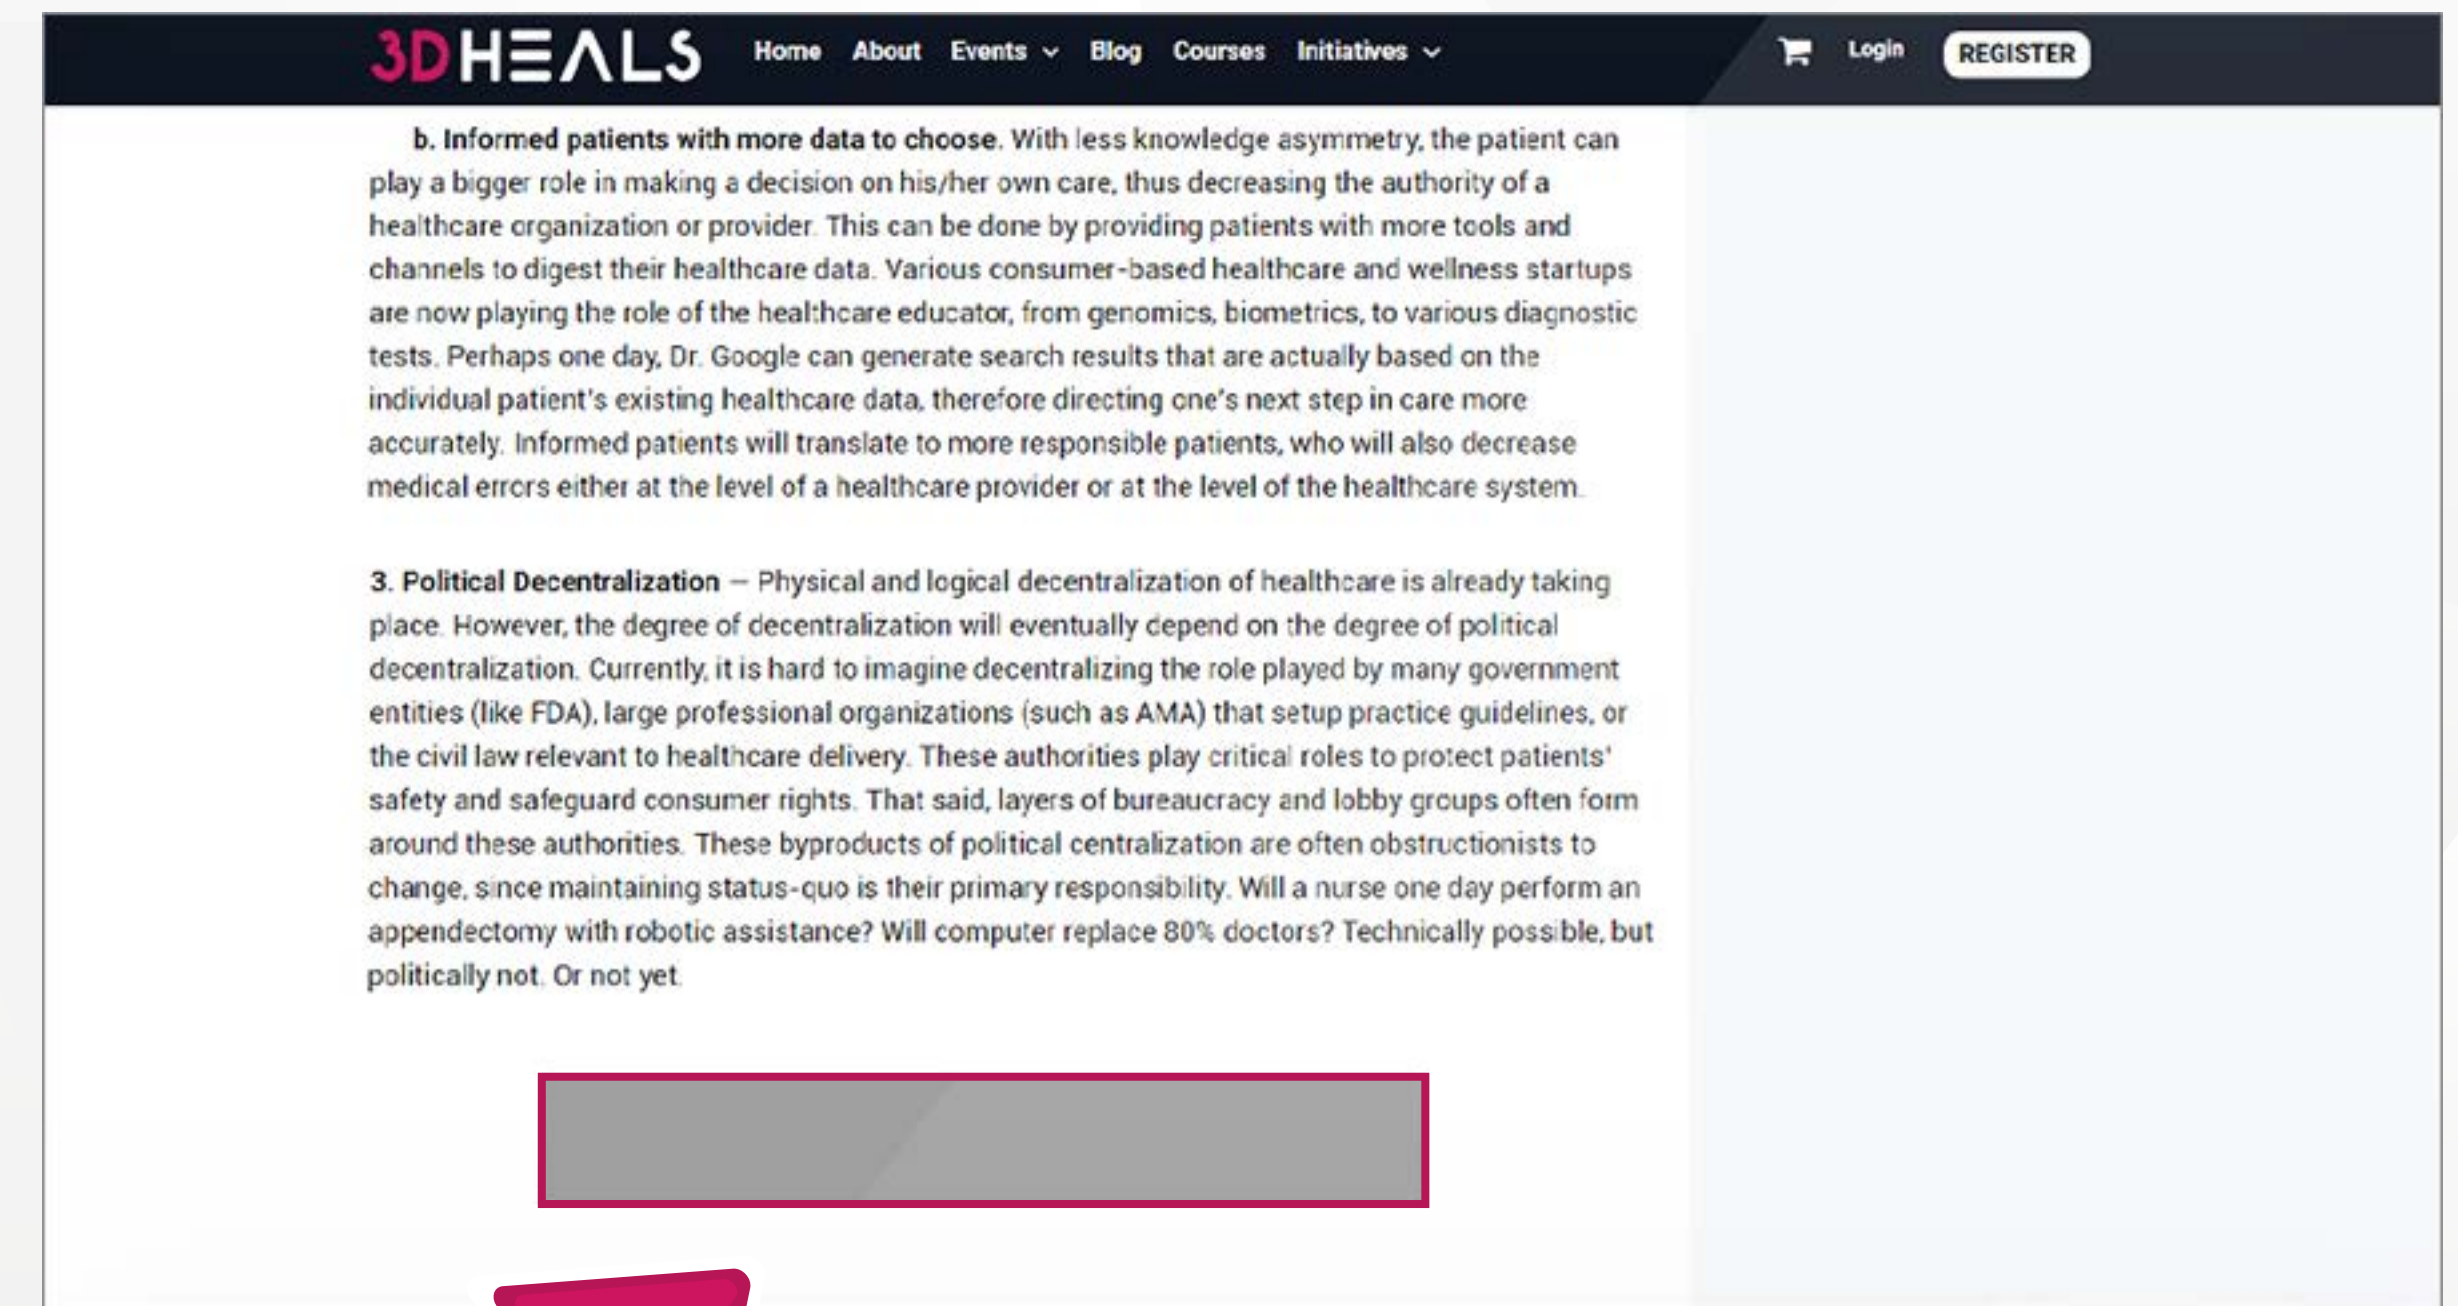 3DHEALS Home About Events Blog Courses Initiatives Login REGISTER
b. Informed patients with more data to choose. With less knowledge asymmetry, the patient can
play a bigger role in making a decision on his/her own care, thus decreasing the authority of a
healthcare organization or provider. This can be done by providing patients with more tools and
channels to digest their healthcare data. Various consumer-based healthcare and wellness startups
are now playing the role of the healthcare educator, from genomics, biometrics, to various diagnostic
tests. Perhaps one day, Dr. Google can generate search results that are actually based on the
individual patient's existing healthcare data, therefore directing one's next step in care more
accurately. Informed patients will translate to more responsible patients, who will also decrease
medical errors either at the level of a healthcare provider or at the level of the healthcare system.
3. Political Decentralization – Physical and logical decentralization of healthcare is already taking
place. However, the degree of decentralization will eventually depend on the degree of political
decentralization. Currently, it is hard to imagine decentralizing the role played by many government
entities (like FDA), large professional organizations (such as AMA) that setup practice guidelines, or
the civil law relevant to healthcare delivery. These authorities play critical roles to protect patients'
safety and safeguard consumer rights. That said, layers of bureaucracy and lobby groups often form
around these authorities. These byproducts of political centralization are often obstructionists to
change, since maintaining status-quo is their primary responsibility. Will a nurse one day perform an
appendectomy with robotic assistance? Will computer replace 80% doctors? Technically possible, but
politically not. Or not yet.